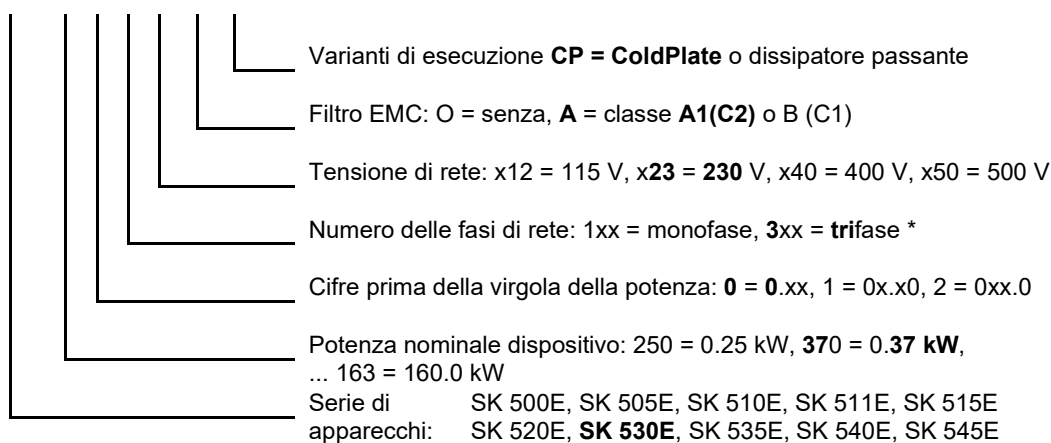 Varianti di esecuzione CP = ColdPlate o dissipatore passante
Filtro EMC: O = senza, A = classe A1(C2) o B (C1)
Tensione di rete: x12 = 115 V, x23 = 230 V, x40 = 400 V, x50 = 500 V
Numero delle fasi di rete: 1xx = monofase, 3xx = trifase *
Cifre prima della virgola della potenza: 0 = 0.xx, 1 = 0x.x0, 2 = 0xx.0
Potenza nominale dispositivo: 250 = 0.25 kW, 370 = 0.37 kW,
... 163 = 160.0 kW
Serie di SK 500E, SK 505E, SK 510E, SK 511E, SK 515E
apparecchi: SK 520E, SK 530E, SK 535E, SK 540E, SK 545E